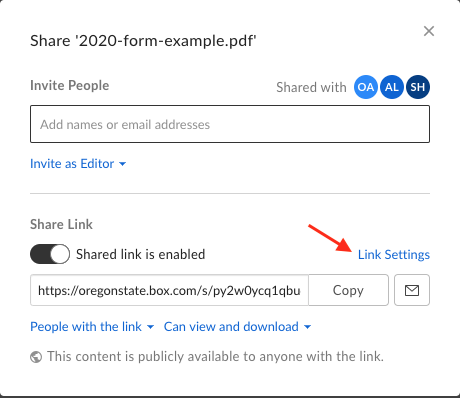 Share '2020-form-example.pdf'
Invite People Shared with OA AL SH
Add names or email addresses
Invite as Editor
Share Link
Shared link is enabled Link Settings
https://oregonstate.box.com/s/py2w0ycq1qbu Copy
People with the link Can view and download
This content is publicly available to anyone with the link.